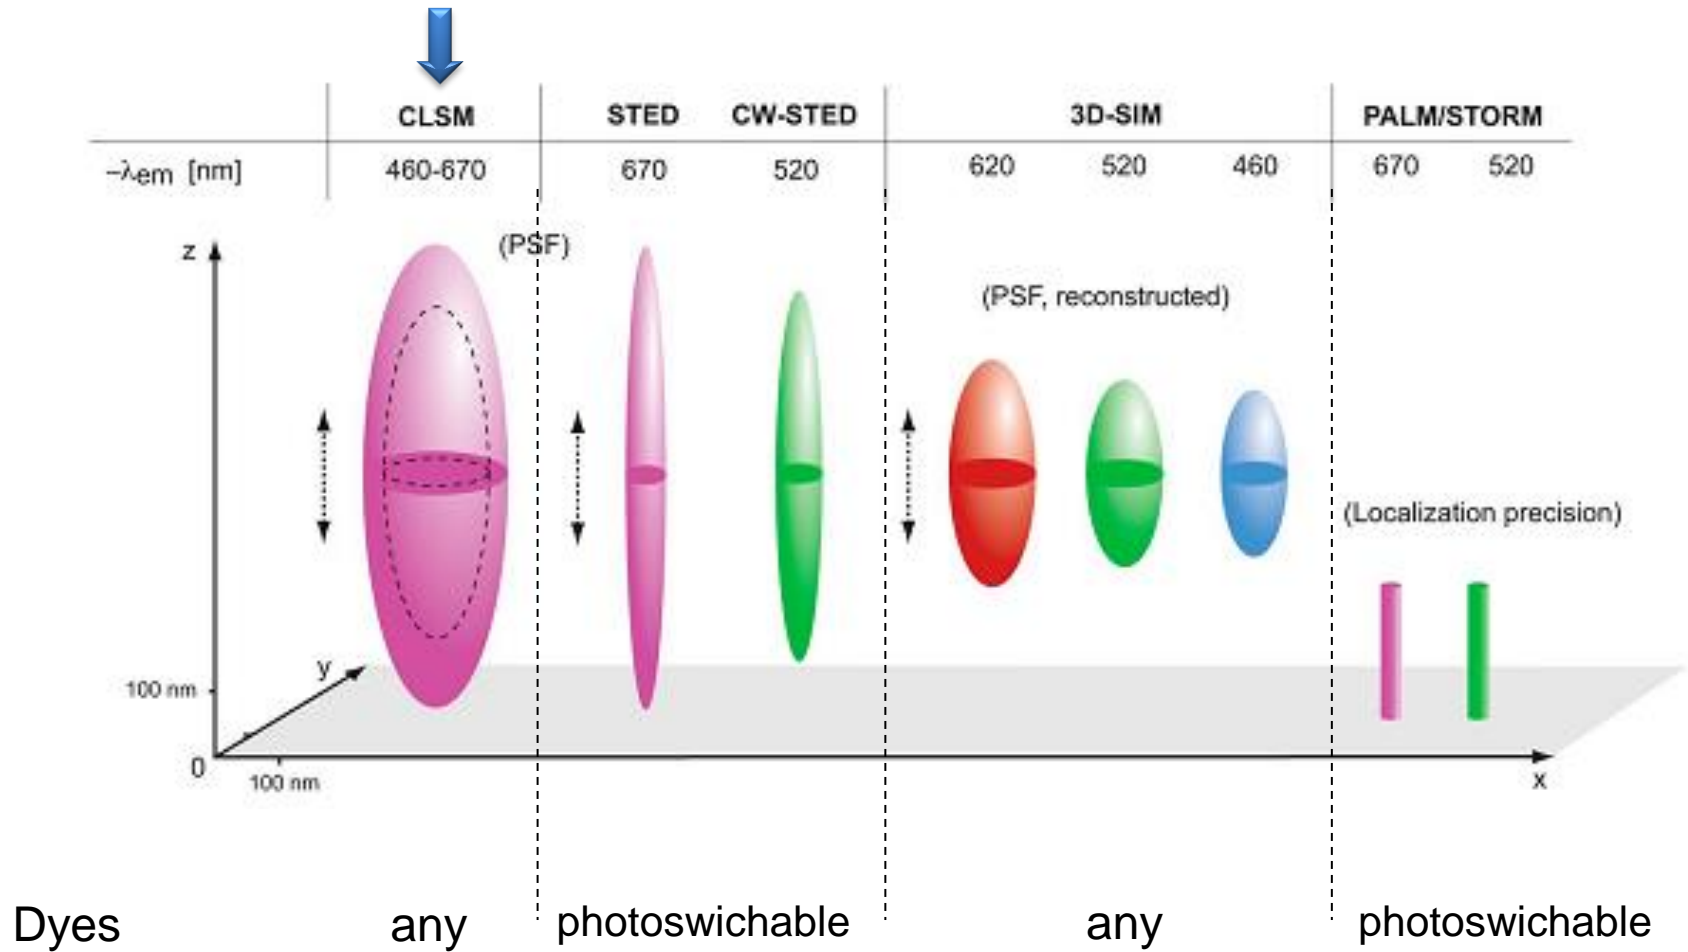 CLSM STED CW-STED 3D-SIM PALM/STORM
–λem [nm] 460-670 670 520 620 520 460 670 520
z
(PSF)
(PSF, reconstructed)
(Localization precision)
y
100 nm
0
100 nm
x
Dyes any photoswichable any photoswichable